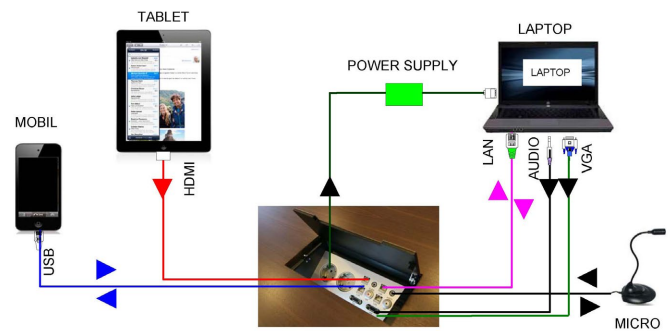 TABLET
LAPTOP
POWER SUPPLY
LAPTOP
MOBIL
HDMI
LAN
AUDIO
VGA
USB
MICRO